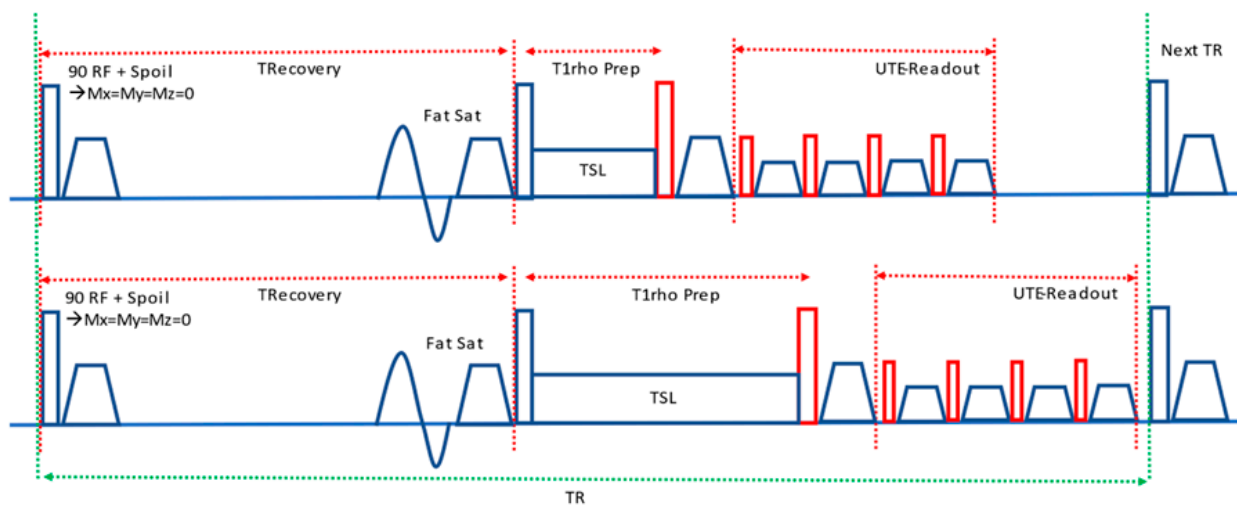 90 RF + Spoil
→Mx=My=Mz=0
TRecovery
Fat Sat
T1rho Prep
TSL
UTE-Readout
Next TR
90 RF + Spoil
→Mx=My=Mz=0
TRecovery
Fat Sat
T1rho Prep
TSL
UTE-Readout
TR